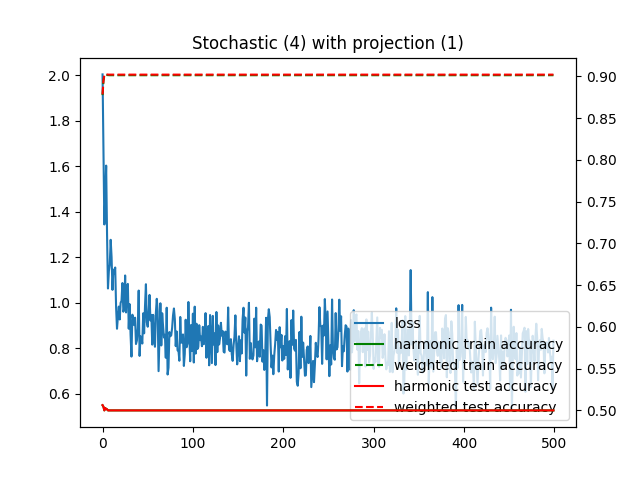 Stochastic (4) with projection (1)
2.0
1.8
1.6
1.4
1.2
1.0
0.8
0.6
0.90
0.85
0.80
0.75
0.70
0.65
0.60
0.55
0.50
loss
harmonic train accuracy
weighted train accuracy
harmonic test accuracy
weighted test accuracy
0 100 200 300 400 500